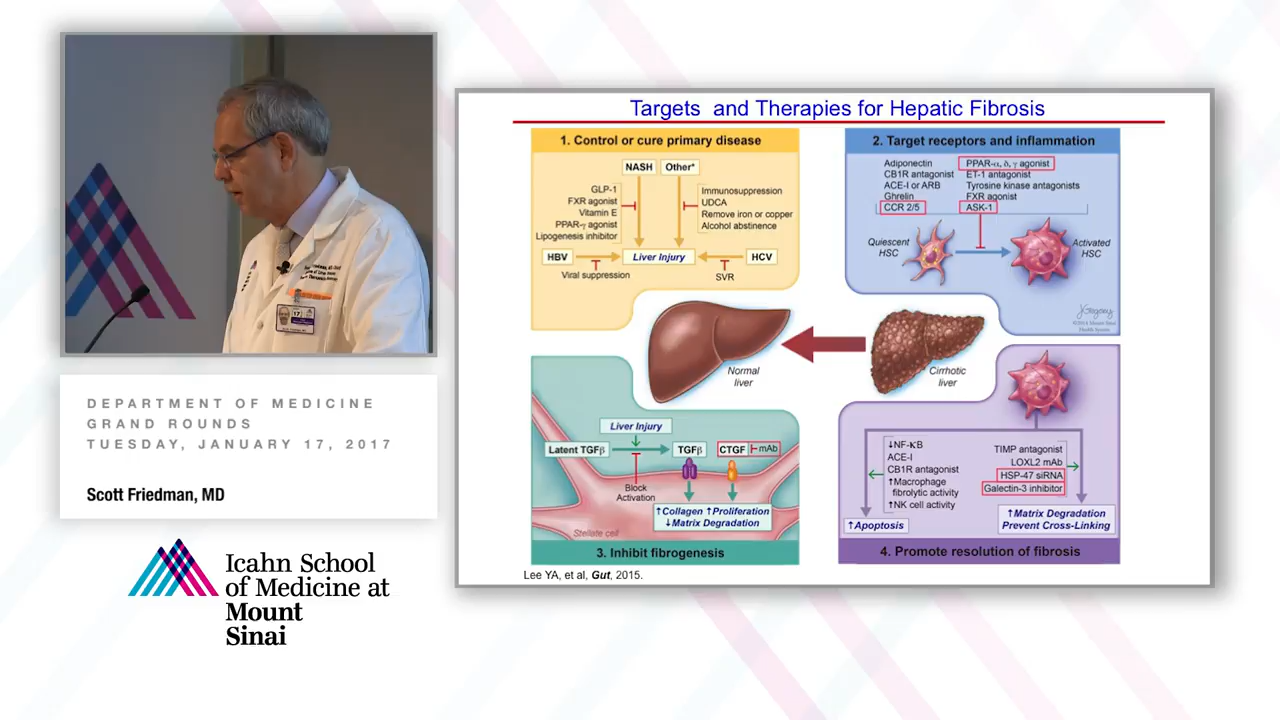 Targets and Therapies for Hepatic Fibrosis
1. Control or cure primary disease
NASH
Other*
GLP-1
FXR agonist
Vitamin E
PPAR-γ agonist
Lipogenesis inhibitor
Immunosuppression
UDCA
Remove iron or copper
Alcohol abstinence
HBV
Liver Injury
HCV
Viral suppression
SVR
2. Target receptors and inflammation
Adiponectin
CB1R antagonist
ACE-I or ARB
Ghrelin
CCR 2/5
PPAR-α, δ, γ agonist
ET-1 antagonist
Tyrosine kinase antagonists
FXR agonist
ASK-1
Quiescent
HSC
Activated
HSC
JGregory
©2014 Mount Sinai
Health System
Normal
liver
Cirrhotic
liver
Liver Injury
Latent TGFβ
TGFβ
CTGF
mAb
Block
Activation
↑Collagen ↑Proliferation
↓Matrix Degradation
Stellate cell
3. Inhibit fibrogenesis
↓NF-κB
ACE-I
CB1R antagonist
↑Macrophage
fibrolytic activity
↑NK cell activity
TIMP antagonist
LOXL2 mAb
HSP-47 siRNA
Galectin-3 inhibitor
↑Apoptosis
↑Matrix Degradation
Prevent Cross-Linking
4. Promote resolution of fibrosis
Lee YA, et al, Gut, 2015.
DEPARTMENT OF MEDICINE
GRAND ROUNDS
TUESDAY, JANUARY 17, 2017
Scott Friedman, MD
Icahn School
of Medicine at
Mount
Sinai